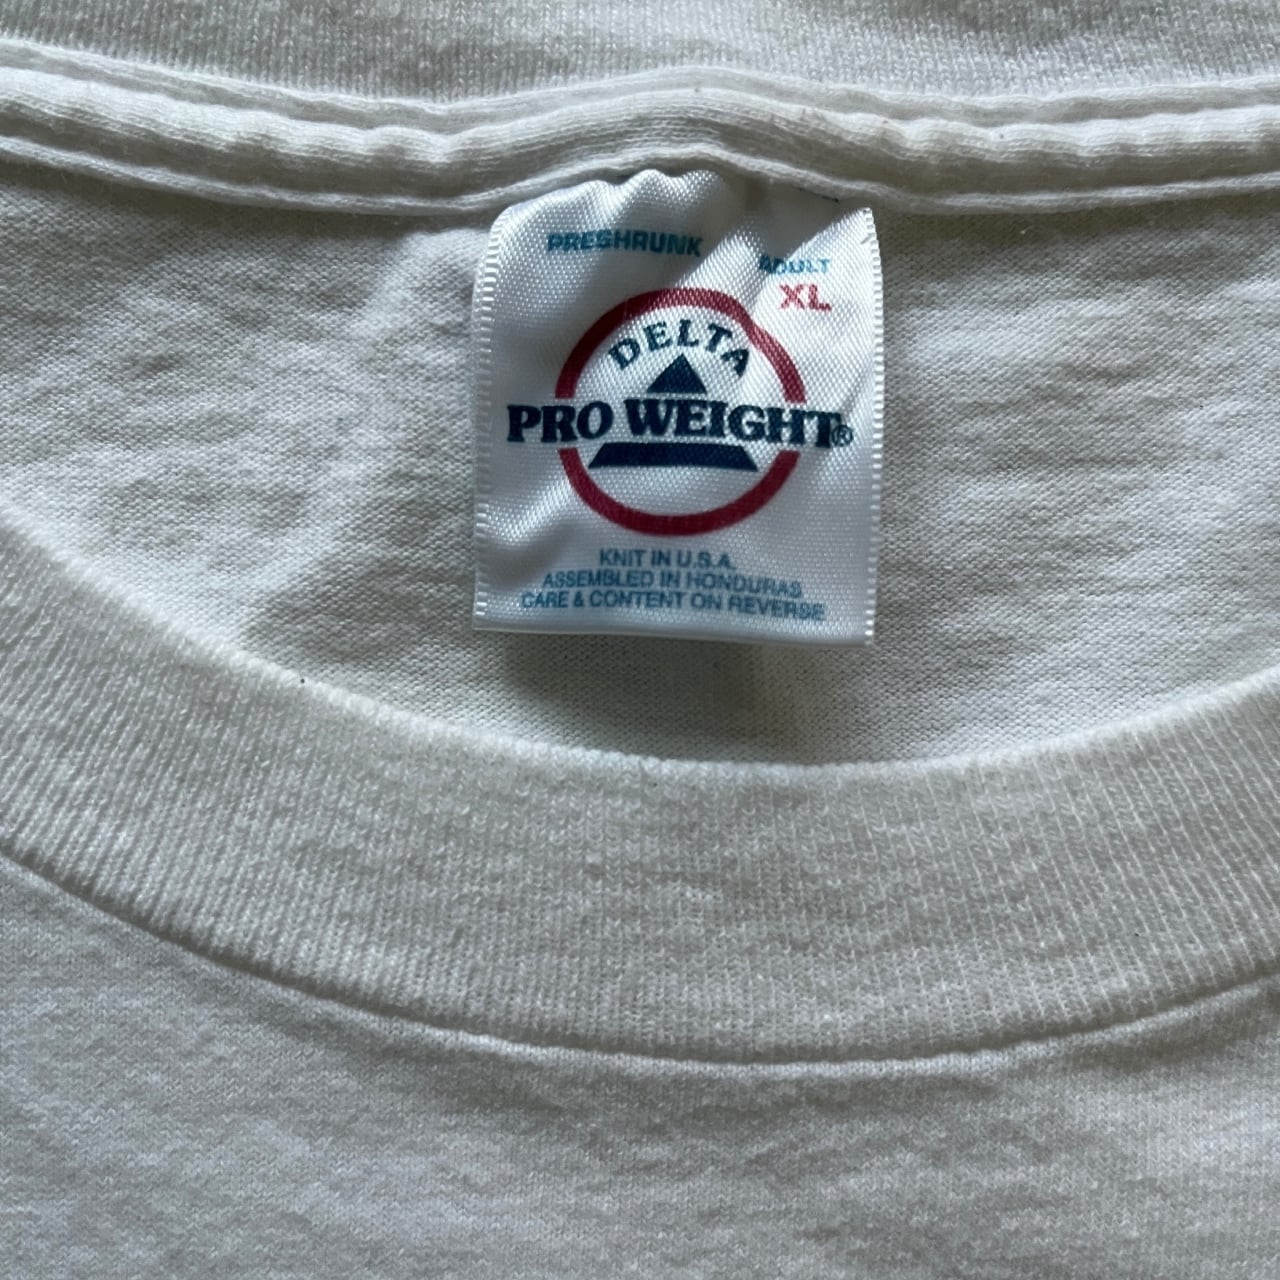 PRESHRUNK
ADULT
XL
DELTA
PRO WEIGHT®
KNIT IN U.S.A.
ASSEMBLED IN HONDURAS
CARE & CONTENT ON REVERSE